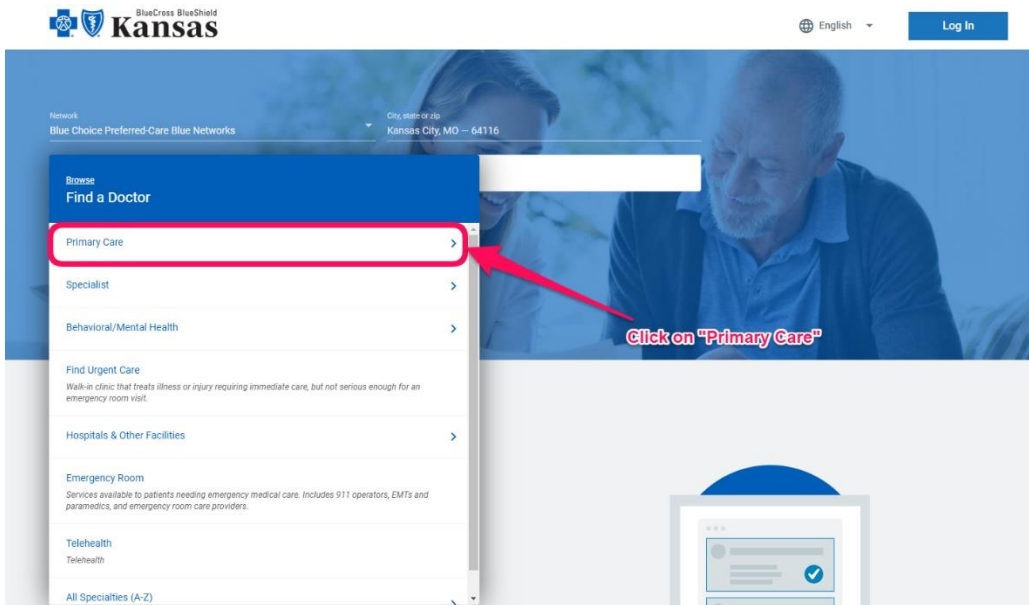 BlueCross BlueShield
Kansas
English
Log In
Network
Blue Choice Preferred-Care Blue Networks
City, state or zip
Kansas City, MO – 64116
Browse
Find a Doctor
Primary Care
Specialist
Behavioral/Mental Health
Click on "Primary Care"
Find Urgent Care
Walk-in clinic that treats illness or injury requiring immediate care, but not serious enough for an
emergency room visit.
Hospitals & Other Facilities
Emergency Room
Services available to patients needing emergency medical care. Includes 911 operators, EMTs and
paramedics, and emergency room care providers.
Telehealth
Telehealth
All Specialties (A-Z)